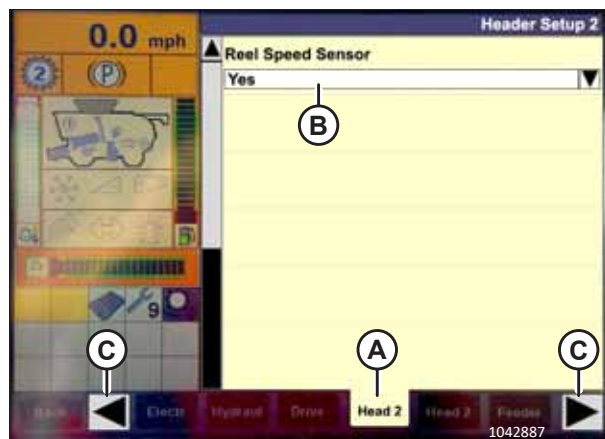 Header Setup 2
0.0 mph
Reel Speed Sensor
2
P
Yes
B
9
C
A
C
Back
Electr
Hydraul
Drive
Head 2
Head 2
Feeder
1042887